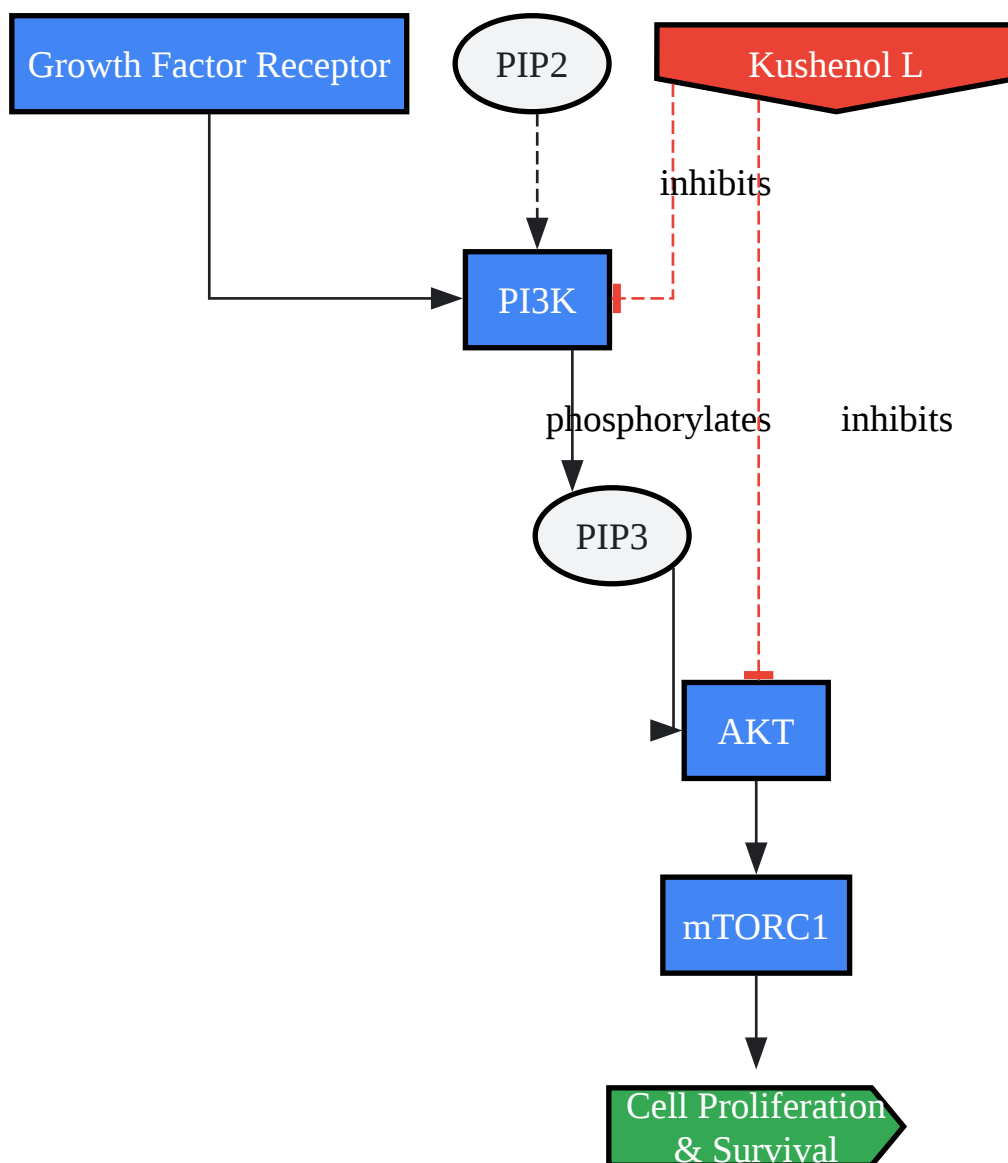 Growth Factor Receptor
PIP2
Kushenol L
inhibits
PI3K
phosphorylates
inhibits
PIP3
AKT
mTORC1
Cell Proliferation
& Survival